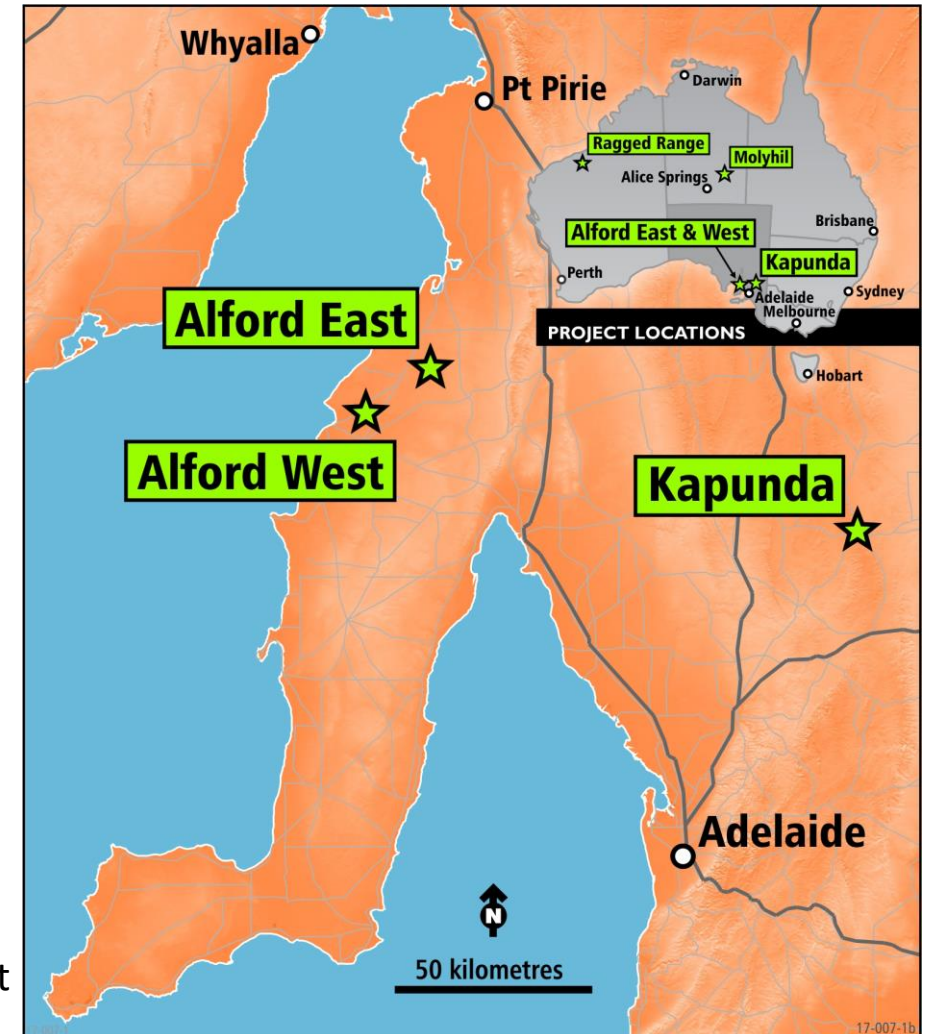 Whyalla
Pt Pirie
Darwin
Ragged Range
Molyhil
Alice Springs
Alford East & West
Brisbane
Kapunda
Perth
Adelaide
Sydney
Melbourne
PROJECT LOCATIONS
Hobart
Alford East
Alford West
Kapunda
Adelaide
N
50 kilometres
t
17-007-1b